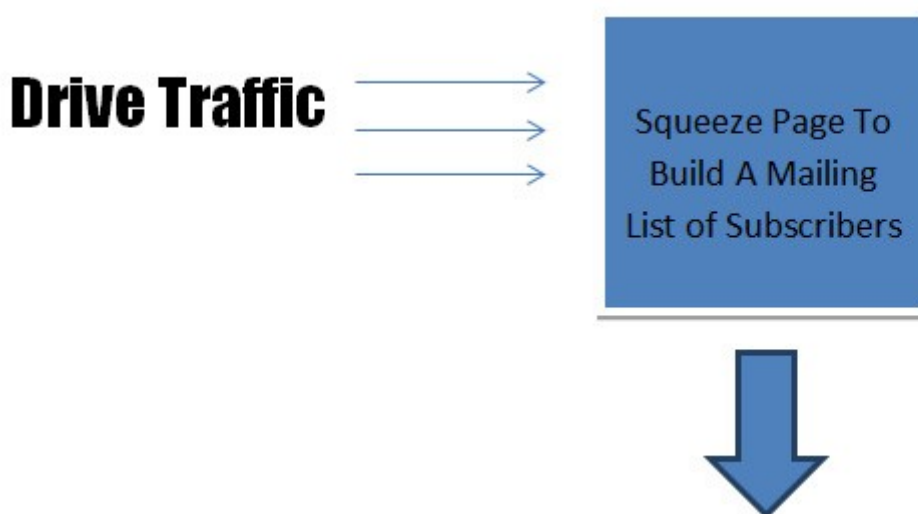 Drive Traffic
Squeeze Page To
Build A Mailing
List of Subscribers